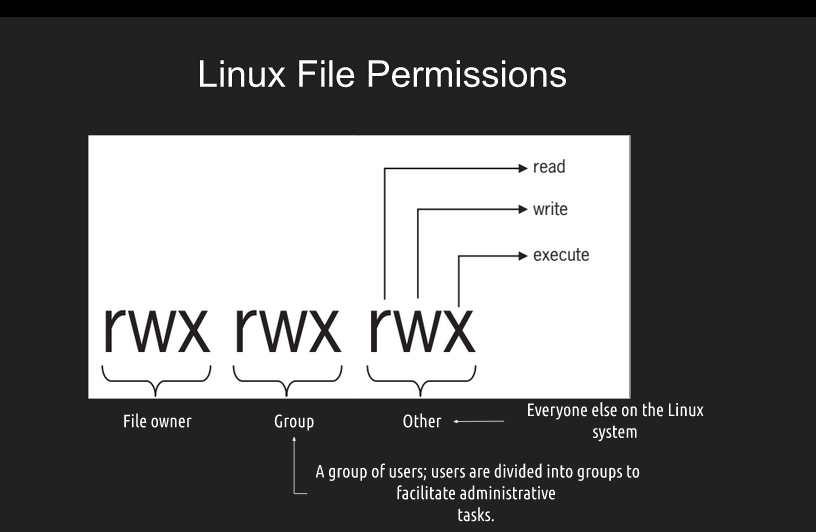 Linux File Permissions
read
write
execute
rwx rwx rwx
File owner
Group
Other
Everyone else on the Linux
system
A group of users; users are divided into groups to
facilitate administrative
tasks.